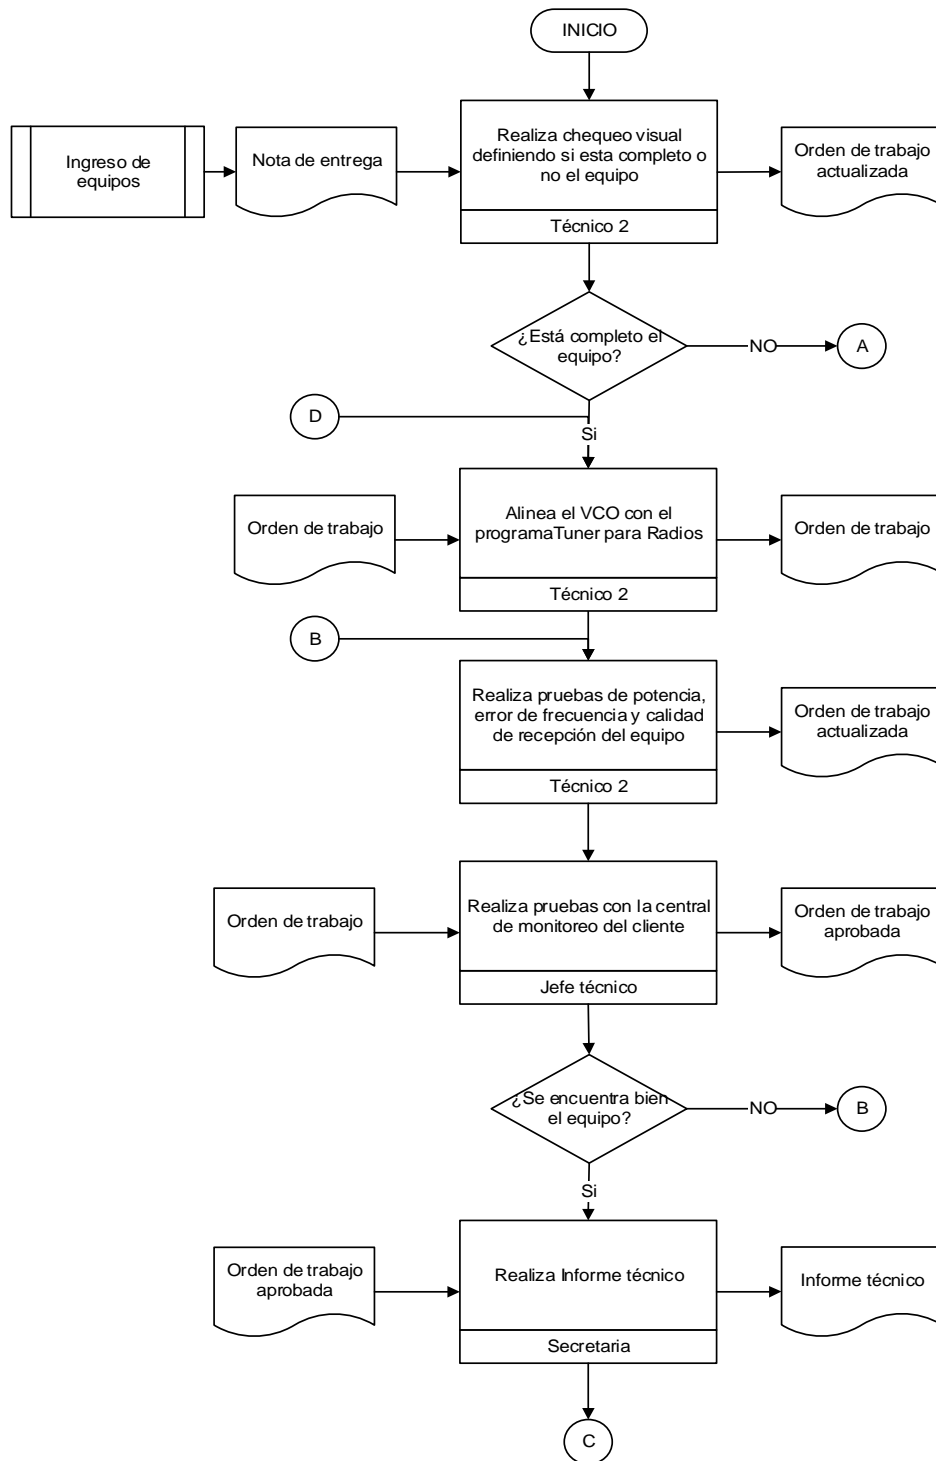 INICIO
Ingreso de
equipos
Nota de entrega
Realiza chequeo visual
definiendo si esta completo o
no el equipo
Técnico 2
Orden de trabajo
actualizada
¿Está completo el
equipo?
NO
A
D
Si
Orden de trabajo
Alinea el VCO con el
programaTuner para Radios
Técnico 2
Orden de trabajo
B
Realiza pruebas de potencia,
error de frecuencia y calidad
de recepción del equipo
Técnico 2
Orden de trabajo
actualizada
Orden de trabajo
Realiza pruebas con la central
de monitoreo del cliente
Jefe técnico
Orden de trabajo
aprobada
¿Se encuentra bien
el equipo?
NO
B
Si
Orden de trabajo
aprobada
Realiza Informe técnico
Secretaria
Informe técnico
C